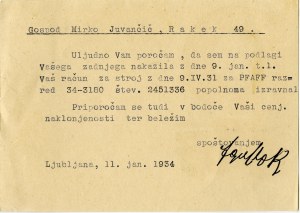 Gospod Mirko Juvančič, R a k e k  49.
Uljudno Vam poročam, da sem na podlagi
Vašega zadnjega nakazila z dne 9. jan. t.l.
Vaš račun za stroj z dne 9.IV.31 za PFAFF raz-
red 34-3180 štev. 2451336 popolnoma izravnal
Priporočam se tudi v bodoče Vaši cenj.
naklonjenosti ter beležim
spoštovanjem
Ljubljana, 11. jan. 1934